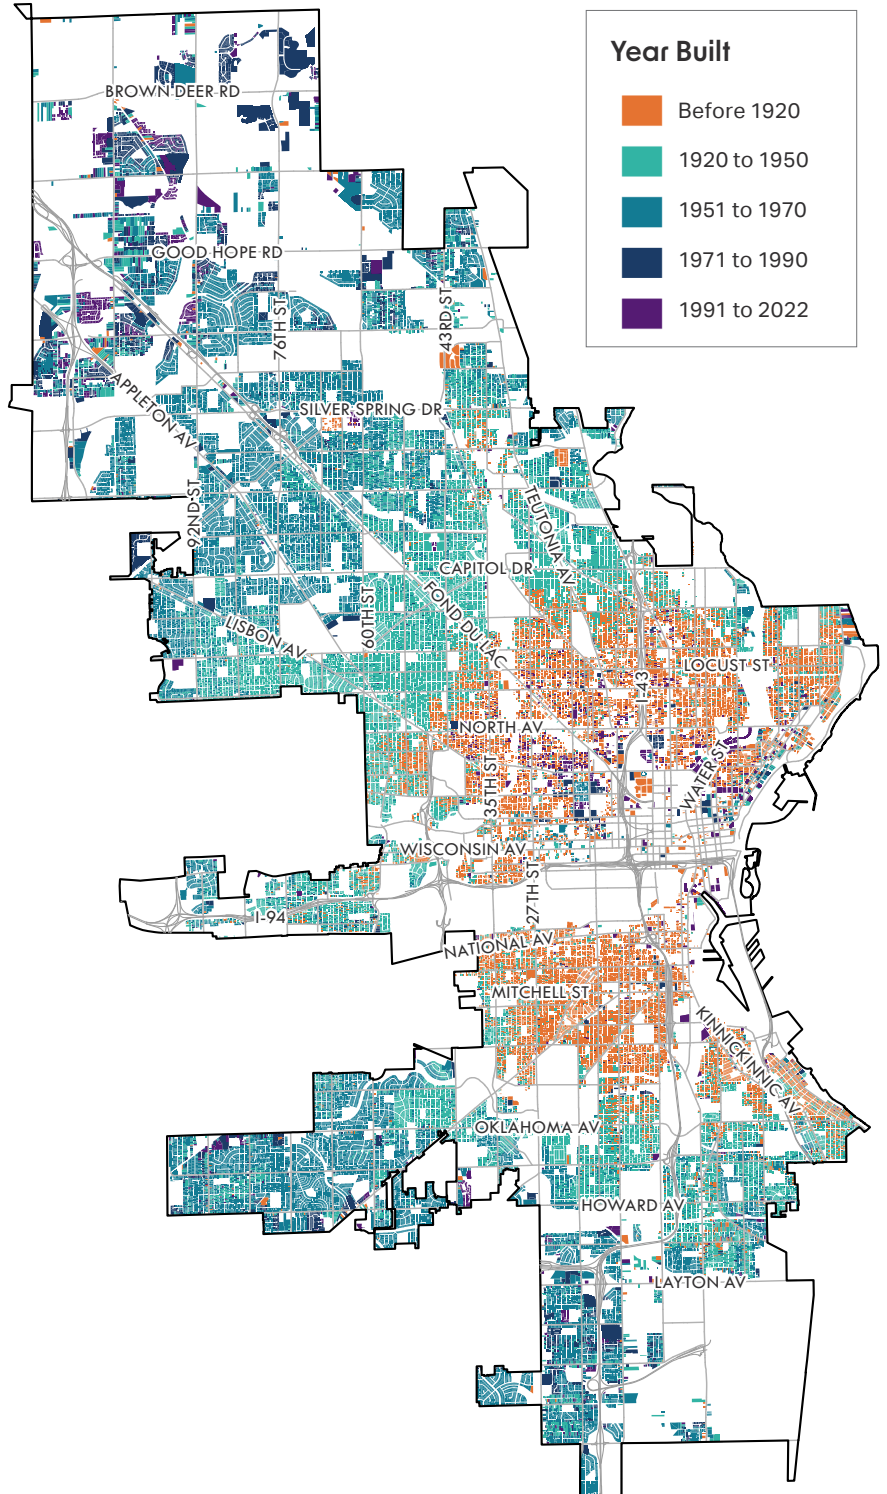 Year Built
Before 1920
1920 to 1950
1951 to 1970
1971 to 1990
1991 to 2022
BROWN DEER RD
GOOD HOPE RD
76TH ST
43RD ST
APPLETON AV
SILVER SPRING DR
92ND ST
TEUTONIA AV
CAPITOL DR
60TH ST
FOND DU LAC
LISBON AV
LOCUST ST
I-43
NORTH AV
WATER ST
35TH ST
WISCONSIN AV
27TH ST
I-94
NATIONAL AV
MITCHELL ST
KINNICKINNIC AV
OKLAHOMA AV
HOWARD AV
LAYTON AV